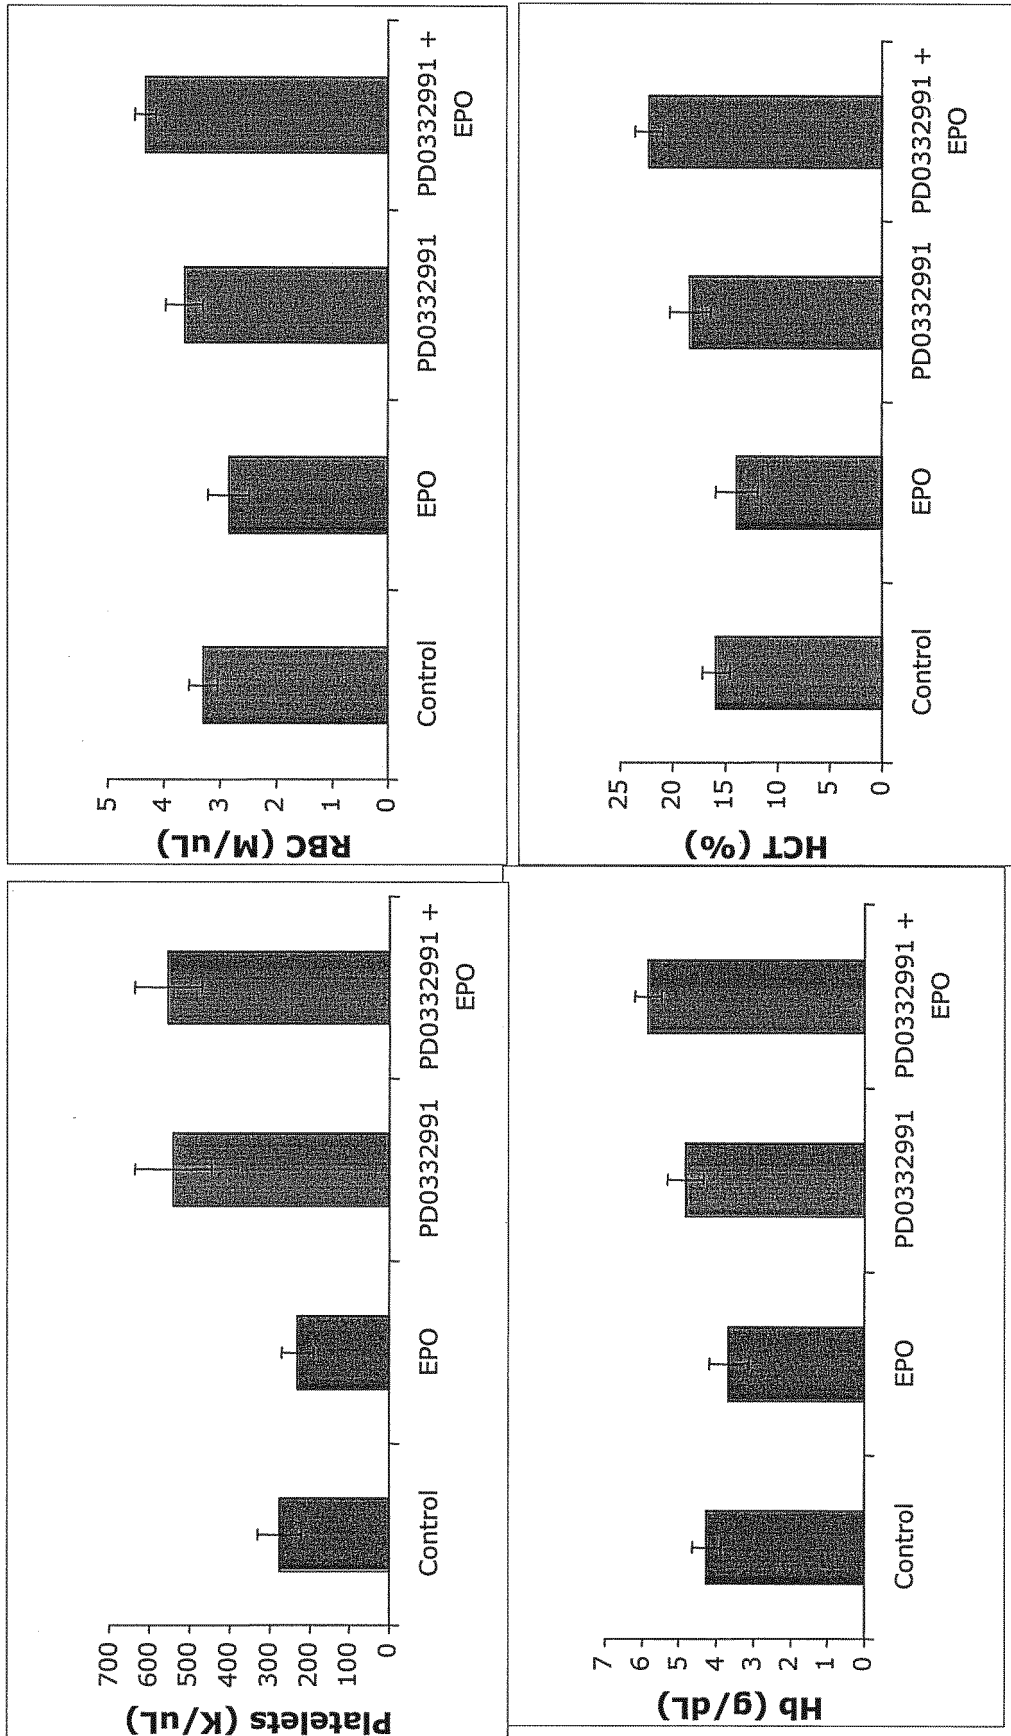 Platelets (K/uL)
700
600
500
400
300
200
100
0
Control
EPO
PD0332991
PD0332991 +
EPO
RBC (M/uL)
5
4
3
2
1
0
Control
EPO
PD0332991
PD0332991 +
EPO
Hb (g/dL)
7
6
5
4
3
2
1
0
Control
EPO
PD0332991
PD0332991 +
EPO
HCT (%)
25
20
15
10
5
0
Control
EPO
PD0332991
PD0332991 +
EPO